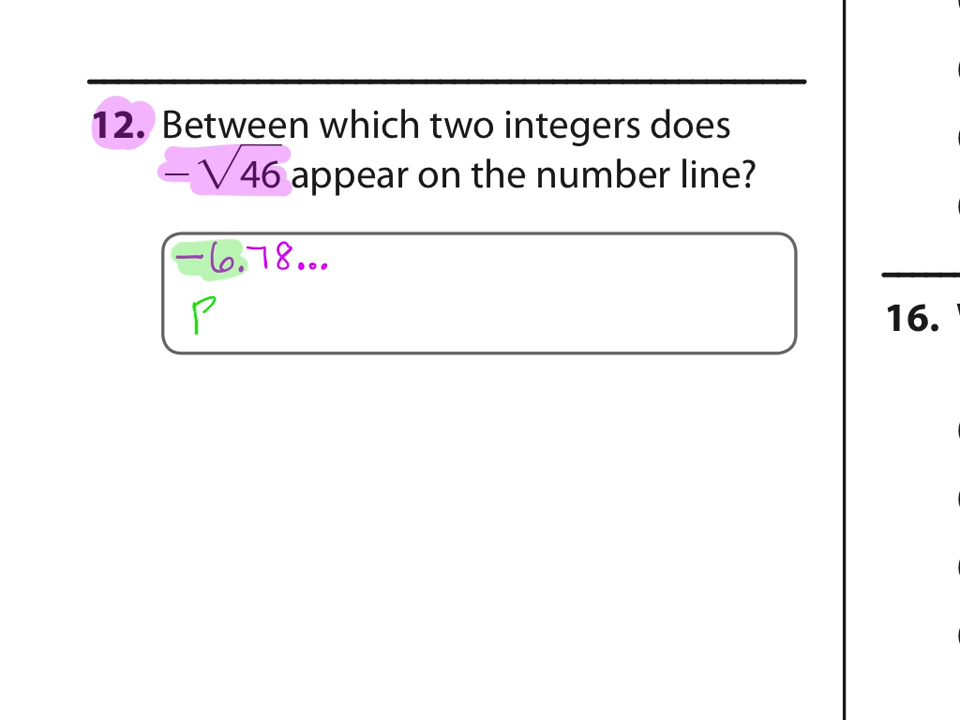 12. Between which two integers does
-√46 appear on the number line?
-6.78...
16.